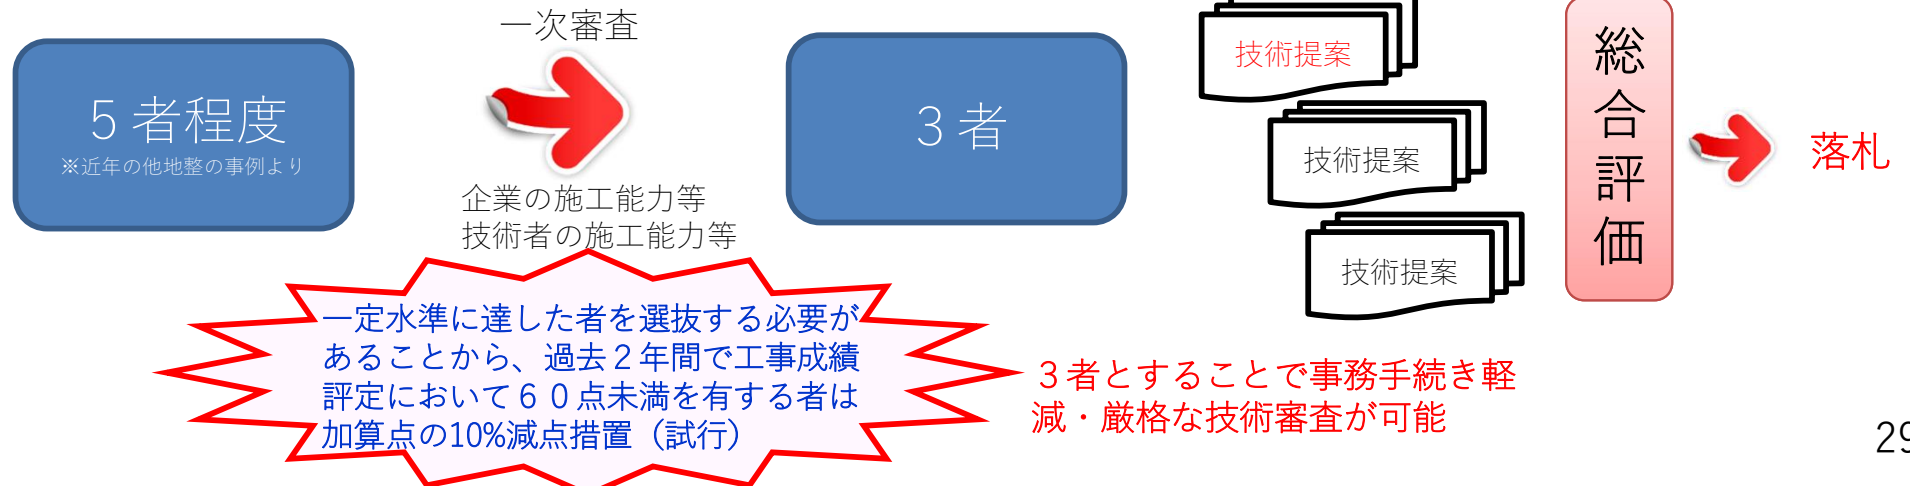 一次審査
５者程度
※近年の他地整の事例より
企業の施工能力等
技術者の施工能力等
３者
技術提案
技術提案
技術提案
総合評価
落札
一定水準に達した者を選抜する必要が
あることから、過去２年間で工事成績
評定において６０点未満を有する者は
加算点の10%減点措置（試行）
３者とすることで事務手続き軽
減・厳格な技術審査が可能
29